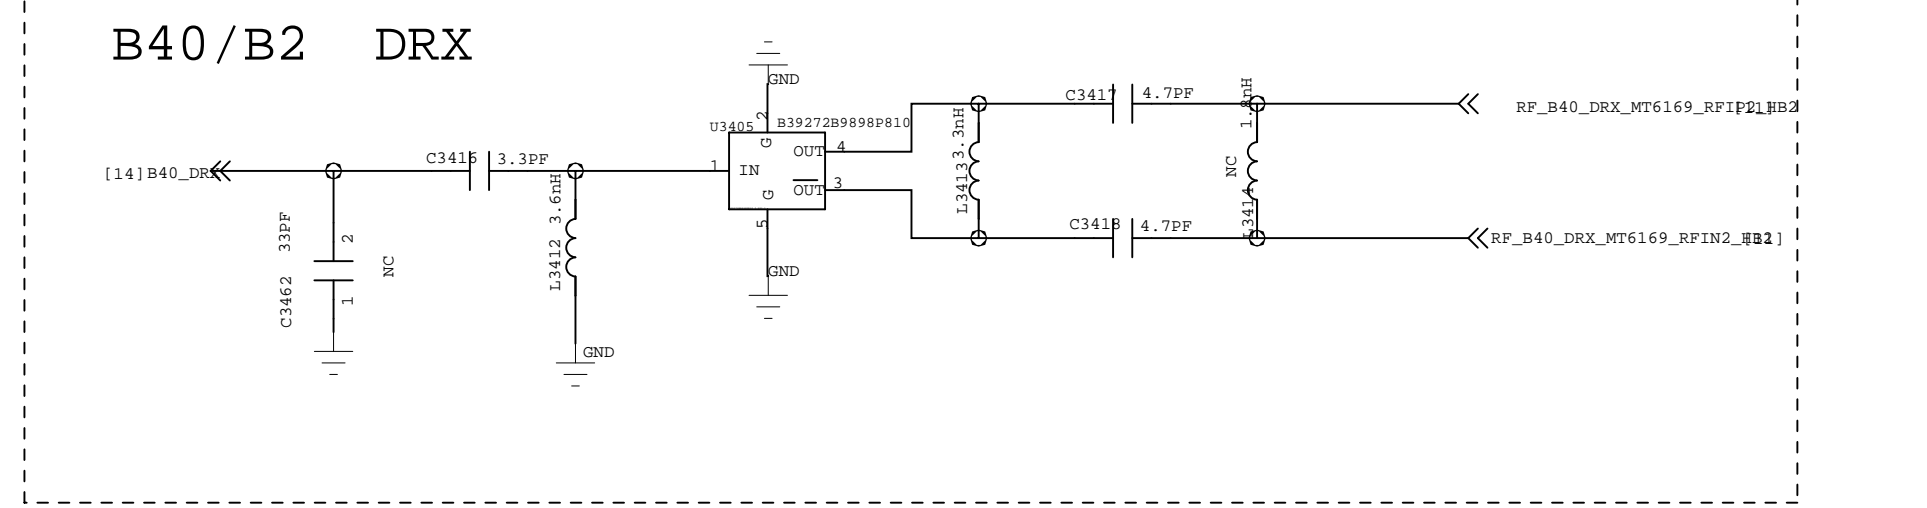 B40/B2 DRX
GND
C3417 4.7PF
1.8nH
RF_B40_DRX_MT6169_RFIP2_HB2
U3405 B39272B9898P810
2
G
OUT 4
3.3nH
L3413
[14]B40_DRX
C3416 3.3PF
1 IN
OUT 3
G
NC
L3414
C3418 4.7PF
RF_B40_DRX_MT6169_RFIN2_HB2
33PF
2
NC
C3462
1
3.6nH
L3412
5
GND
GND